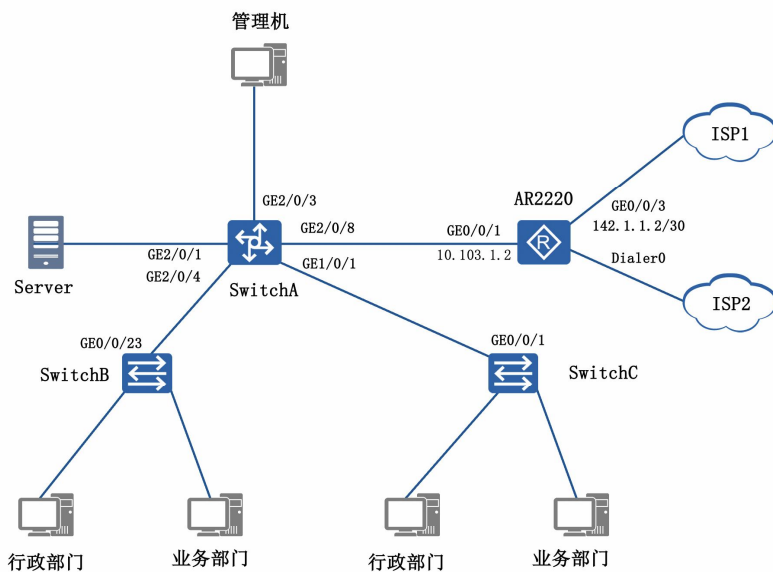 管理机
ISP1
AR2220
GE2/0/3
GE0/0/3
142.1.1.2/30
GE2/0/8
GE0/0/1
GE2/0/1
10.103.1.2
Dialer0
GE2/0/4
GE1/0/1
Server
SwitchA
ISP2
GE0/0/23
GE0/0/1
SwitchB
SwitchC
行政部门
业务部门
行政部门
业务部门